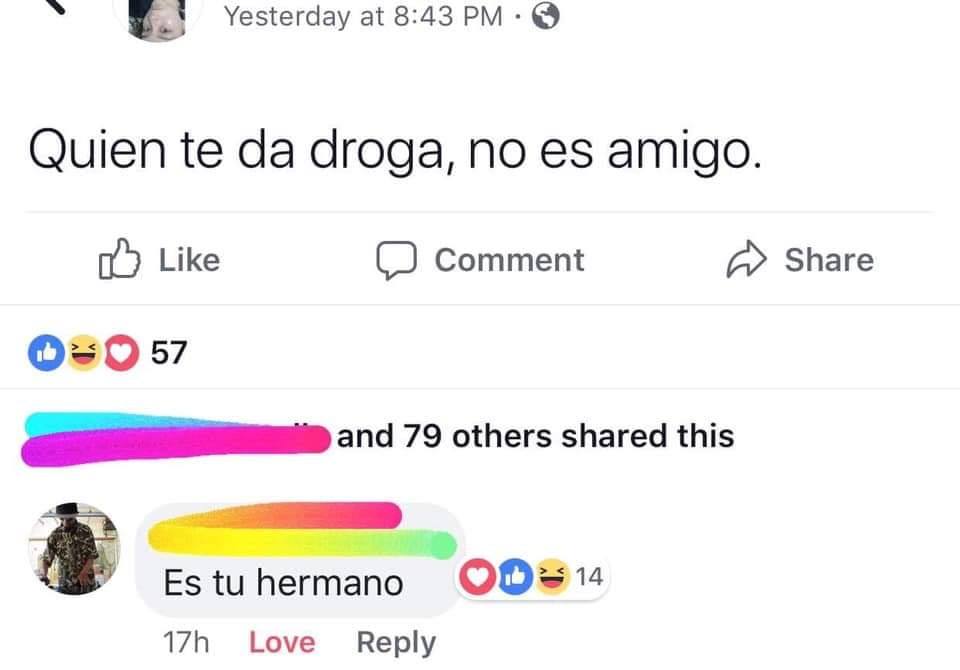 Yesterday at 8:43 PM ·
Quien te da droga, no es amigo.
Like Comment Share
57
and 79 others shared this
Es tu hermano
14
17h Love Reply